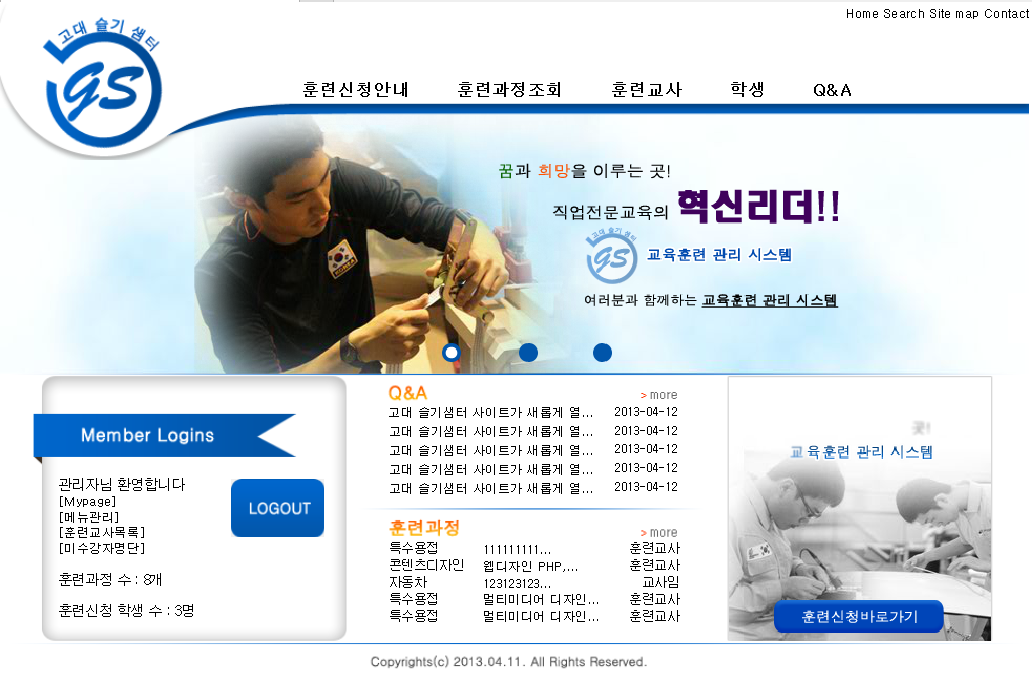 Home Search Site map Contact
고대 슬기 샘터
GS
훈련신청안내 훈련과정조회 훈련교사 학생 Q&A
꿈과 희망을 이루는 곳!
직업전문교육의 혁신리더!!
고대 슬기 샘터
GS
교육훈련 관리 시스템
여러분과 함께하는 교육훈련 관리 시스템
KOREA
Member Logins
관리자님 환영합니다
[Mypage]
[메뉴관리]
[훈련교사목록]
[미수강자명단]
LOGOUT
훈련과정 수 : 8개
훈련신청 학생 수 : 3명
Q&A
> more
고대 슬기샘터 사이트가 새롭게 열... 2013-04-12
고대 슬기샘터 사이트가 새롭게 열... 2013-04-12
고대 슬기샘터 사이트가 새롭게 열... 2013-04-12
고대 슬기샘터 사이트가 새롭게 열... 2013-04-12
고대 슬기샘터 사이트가 새롭게 열... 2013-04-12
훈련과정
> more
특수용접 111111111... 훈련교사
콘텐츠디자인 웹디자인 PHP,... 훈련교사
자동차 123123123... 교사임
특수용접 멀티미디어 디자인... 훈련교사
특수용접 멀티미디어 디자인... 훈련교사
곳!
교육훈련 관리 시스템
훈련신청바로가기
Copyrights(c) 2013.04.11. All Rights Reserved.